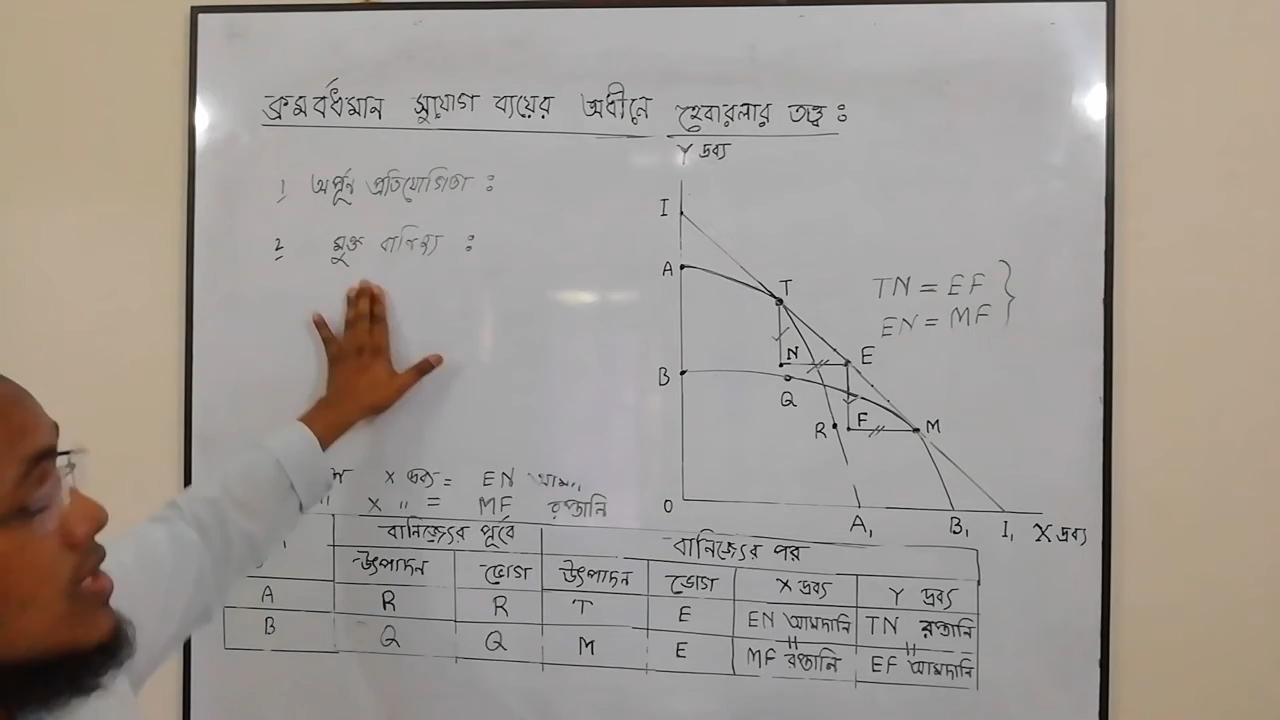 ক্রমবর্ধমান সুযোগ ব্যয়ের অধীনে হেবারলার তত্ত্ব :
১ অপূর্ন প্রতিযোগিতা :
২ মুক্ত বানিজ্য :
Y দ্রব্য
I
A
T
TN = EF
EN = MF
N
E
B
Q
R
F
M
O
A₁
B₁
I₁
X দ্রব্য
X দ্রব্য = EN
X " = MF রপ্তানি
বানিজ্যের পূর্বে
বানিজ্যের পর
উৎপাদন ভোগ উৎপাদন ভোগ X দ্রব্য Y দ্রব্য
A R R T E EN আমদানি TN রপ্তানি
B Q Q M E MF রপ্তানি EF আমদানি